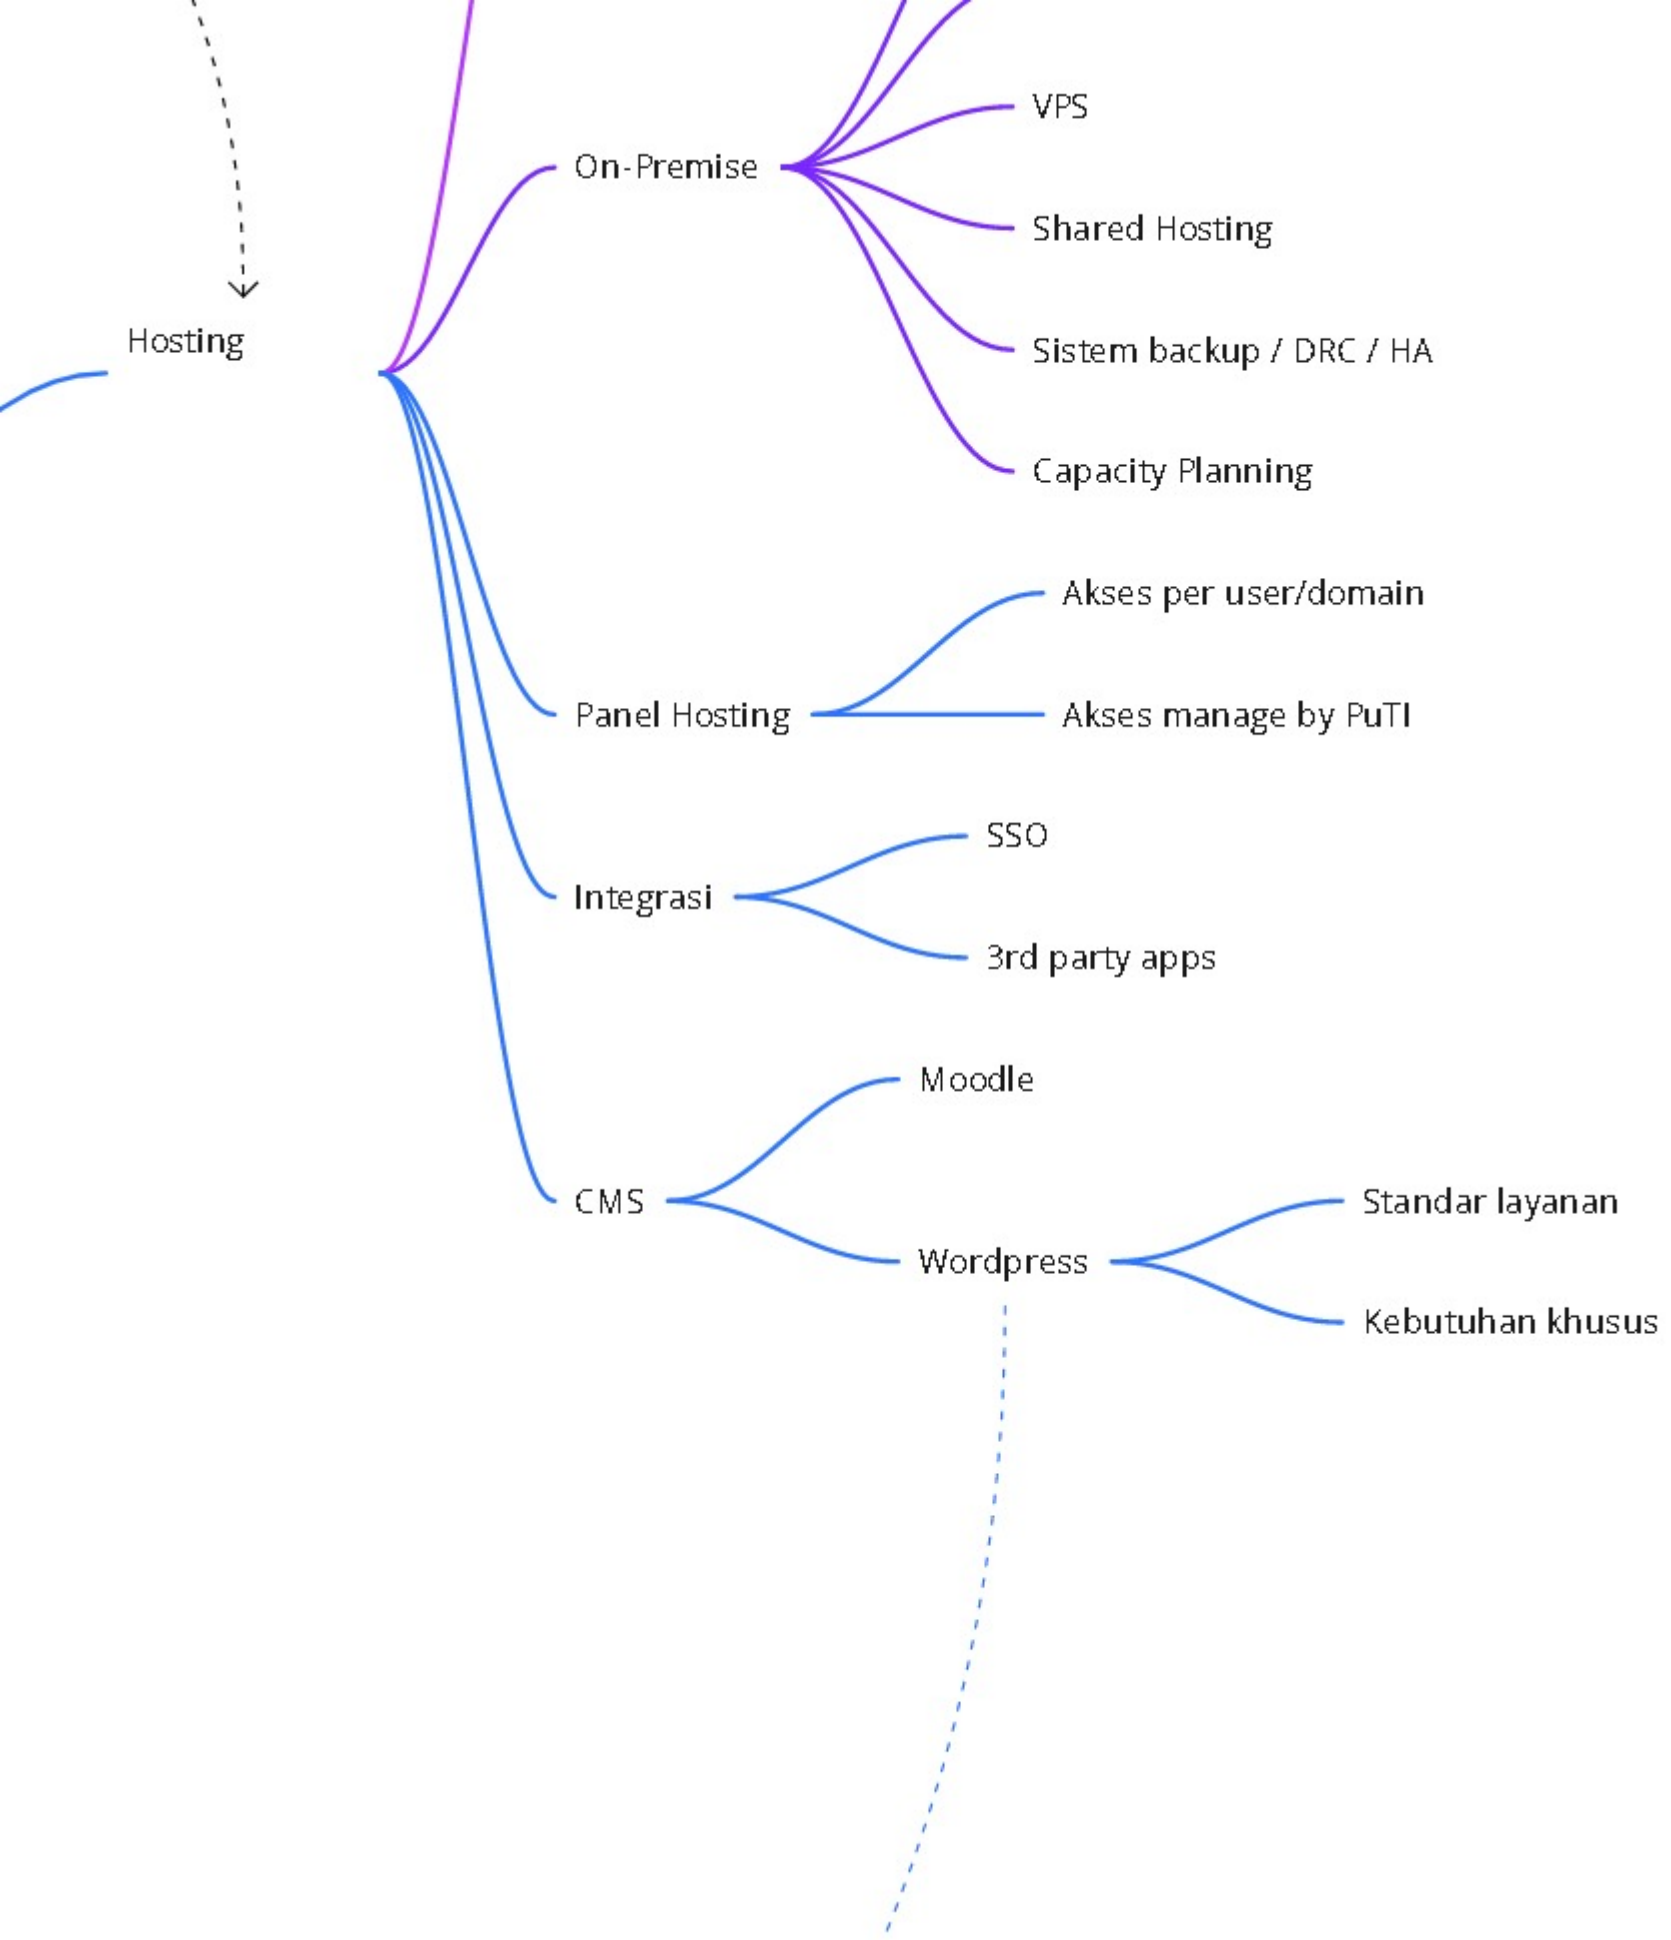 Hosting
On-Premise
VPS
Shared Hosting
Sistem backup / DRC / HA
Capacity Planning
Panel Hosting
Akses per user/domain
Akses manage by PuTI
Integrasi
SSO
3rd party apps
CMS
Moodle
Wordpress
Standar layanan
Kebutuhan khusus